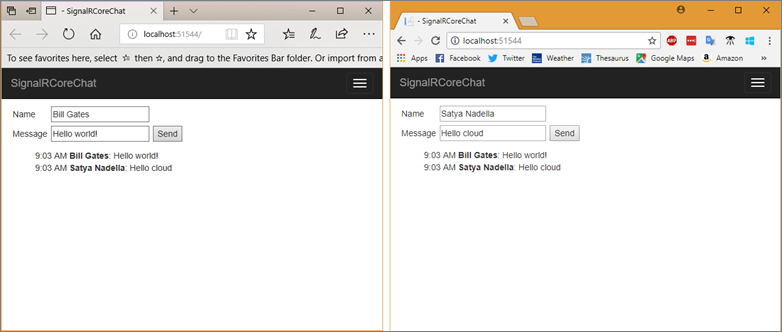 - SignalRCoreChat
localhost:51544/
To see favorites here, select ☆ then ☆, and drag to the Favorites Bar folder. Or import from a
SignalRCoreChat
Name Bill Gates
Message Hello world! Send
9:03 AM Bill Gates: Hello world!
9:03 AM Satya Nadella: Hello cloud
- SignalRCoreChat
localhost:51544
Apps Facebook Twitter Weather Thesaurus Google Maps Amazon »
SignalRCoreChat
Name Satya Nadella
Message Hello cloud Send
9:03 AM Bill Gates: Hello world!
9:03 AM Satya Nadella: Hello cloud